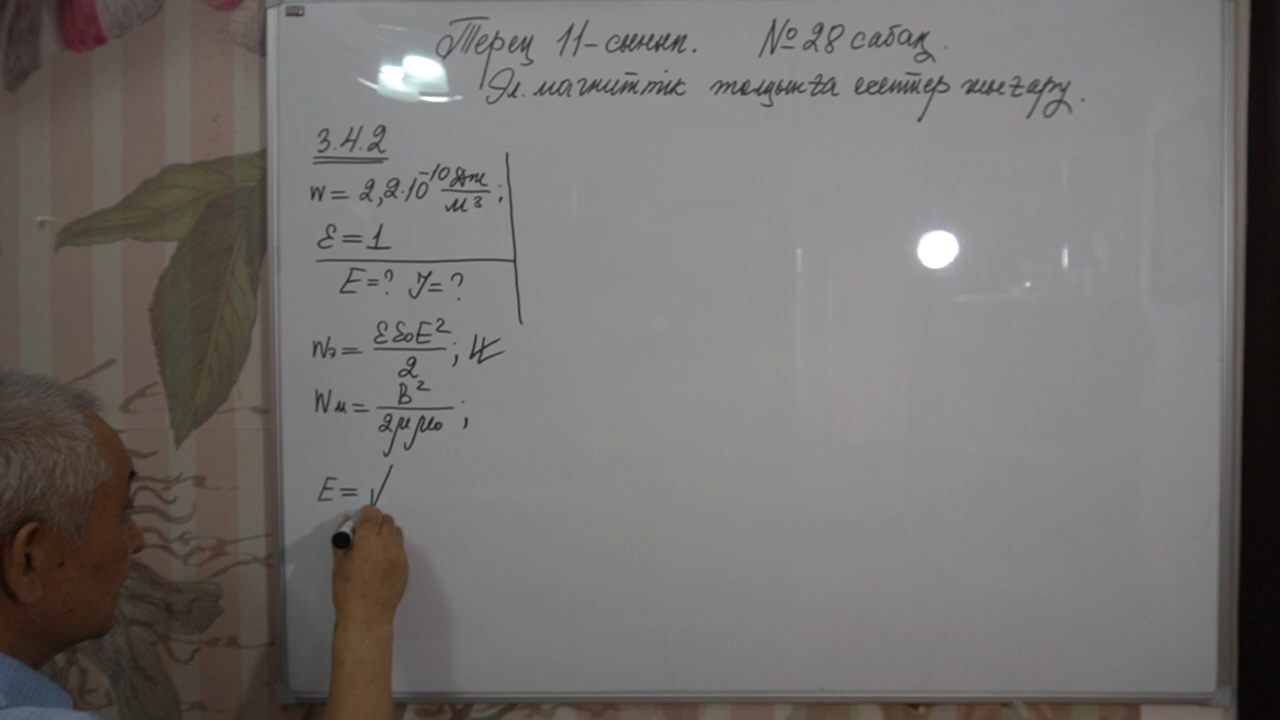 Терең 11-сынып. №28 сабақ.
Эл. магниттік толқынға есептер шығару.
3.4.2
w = 2,2·10⁻¹⁰ Дж/м³;
ε = 1
E = ? J = ?
Wэ = εε₀E²/2;
Wм = B²/2μμ₀;
E = √